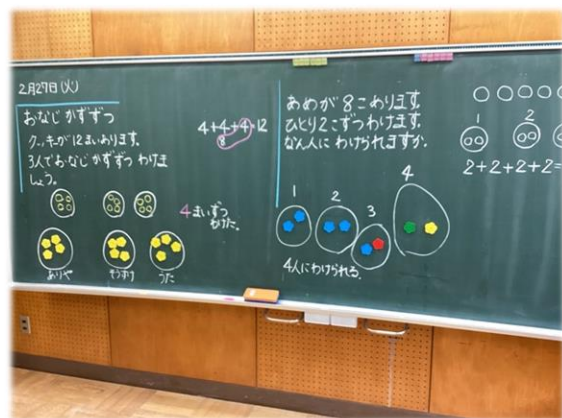 2月27日(火)
おなじ かずずつ
クッキーが12まいあります。
3人でおなじ かずずつ わけま
しょう。
4+4+4=12
8
4まいずつ
わけた。
ありや
そうすけ
うた
あめが8こあります。
ひとり2こずつわけます。
なん人に わけられますか。
1
2
3
4
4人にわけられる。
1
2
2+2+2+2=